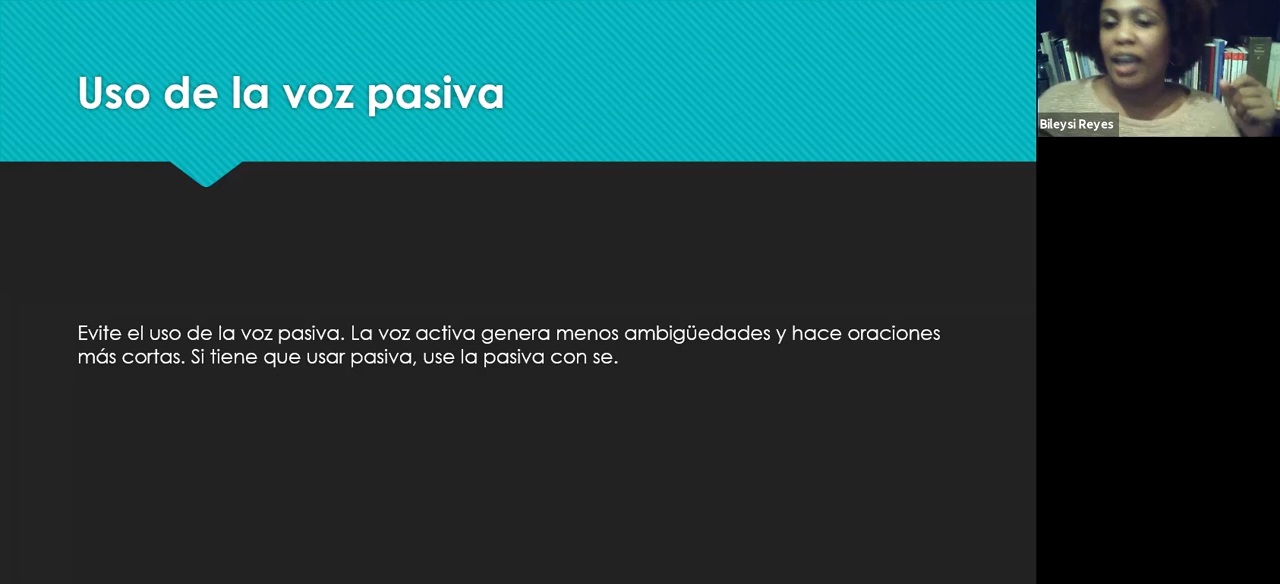 Uso de la voz pasiva
Evite el uso de la voz pasiva. La voz activa genera menos ambigüedades y hace oraciones
más cortas. Si tiene que usar pasiva, use la pasiva con se.
Bileysi Reyes